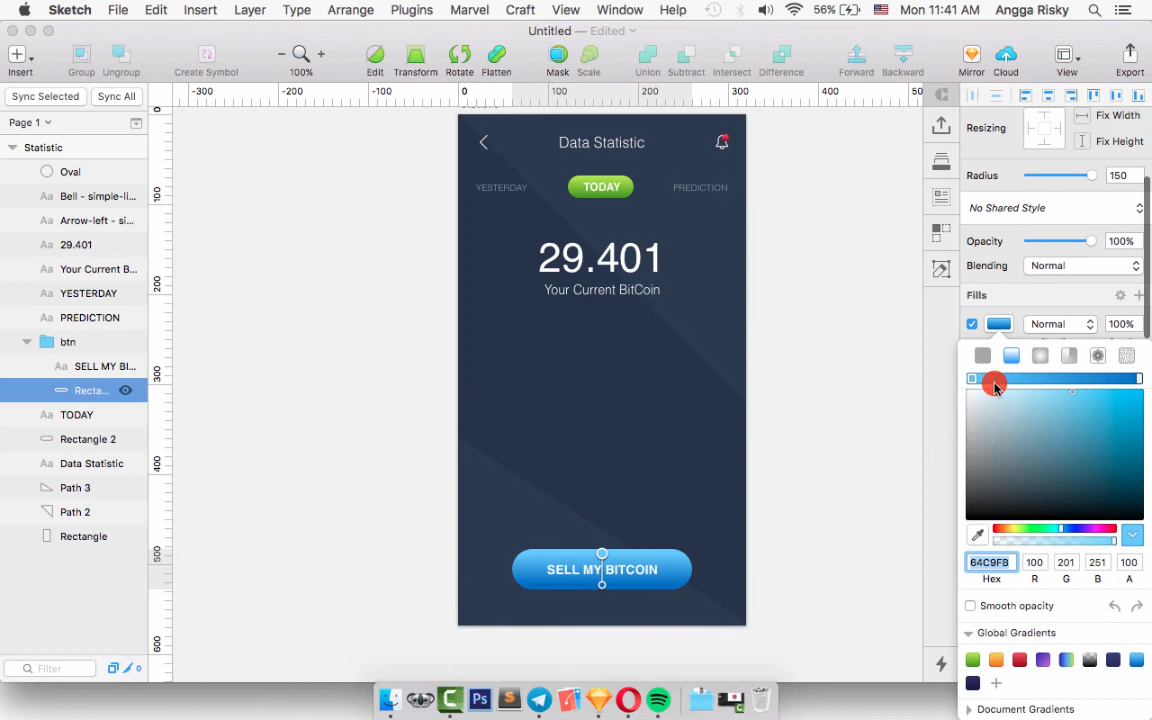 Sketch File Edit Insert Layer Type Arrange Plugins Marvel Craft View Window Help 56% Mon 11:41 AM Angga Risky
Untitled — Edited
Insert Group Ungroup Create Symbol 100% Edit Transform Rotate Flatten Mask Scale Union Subtract Intersect Difference Forward Backward Mirror Cloud View Export
Sync Selected Sync All
-300 -200 -100 0 100 200 300 400 50
Page 1
Statistic
Oval
Bell - simple-li...
Arrow-left - si...
29.401
Your Current B...
YESTERDAY
PREDICTION
btn
SELL MY BI...
Recta...
TODAY
Rectangle 2
Data Statistic
Path 3
Path 2
Rectangle
Filter
0
0
100
200
300
400
500
600
Data Statistic
YESTERDAY TODAY PREDICTION
29.401
Your Current BitCoin
SELL MY BITCOIN
Fix Width
Resizing
Fix Height
Radius 150
No Shared Style
Opacity 100%
Blending Normal
Fills
Normal 100%
64C9FB 100 201 251 100
Hex R G B A
Smooth opacity
Global Gradients
Document Gradients